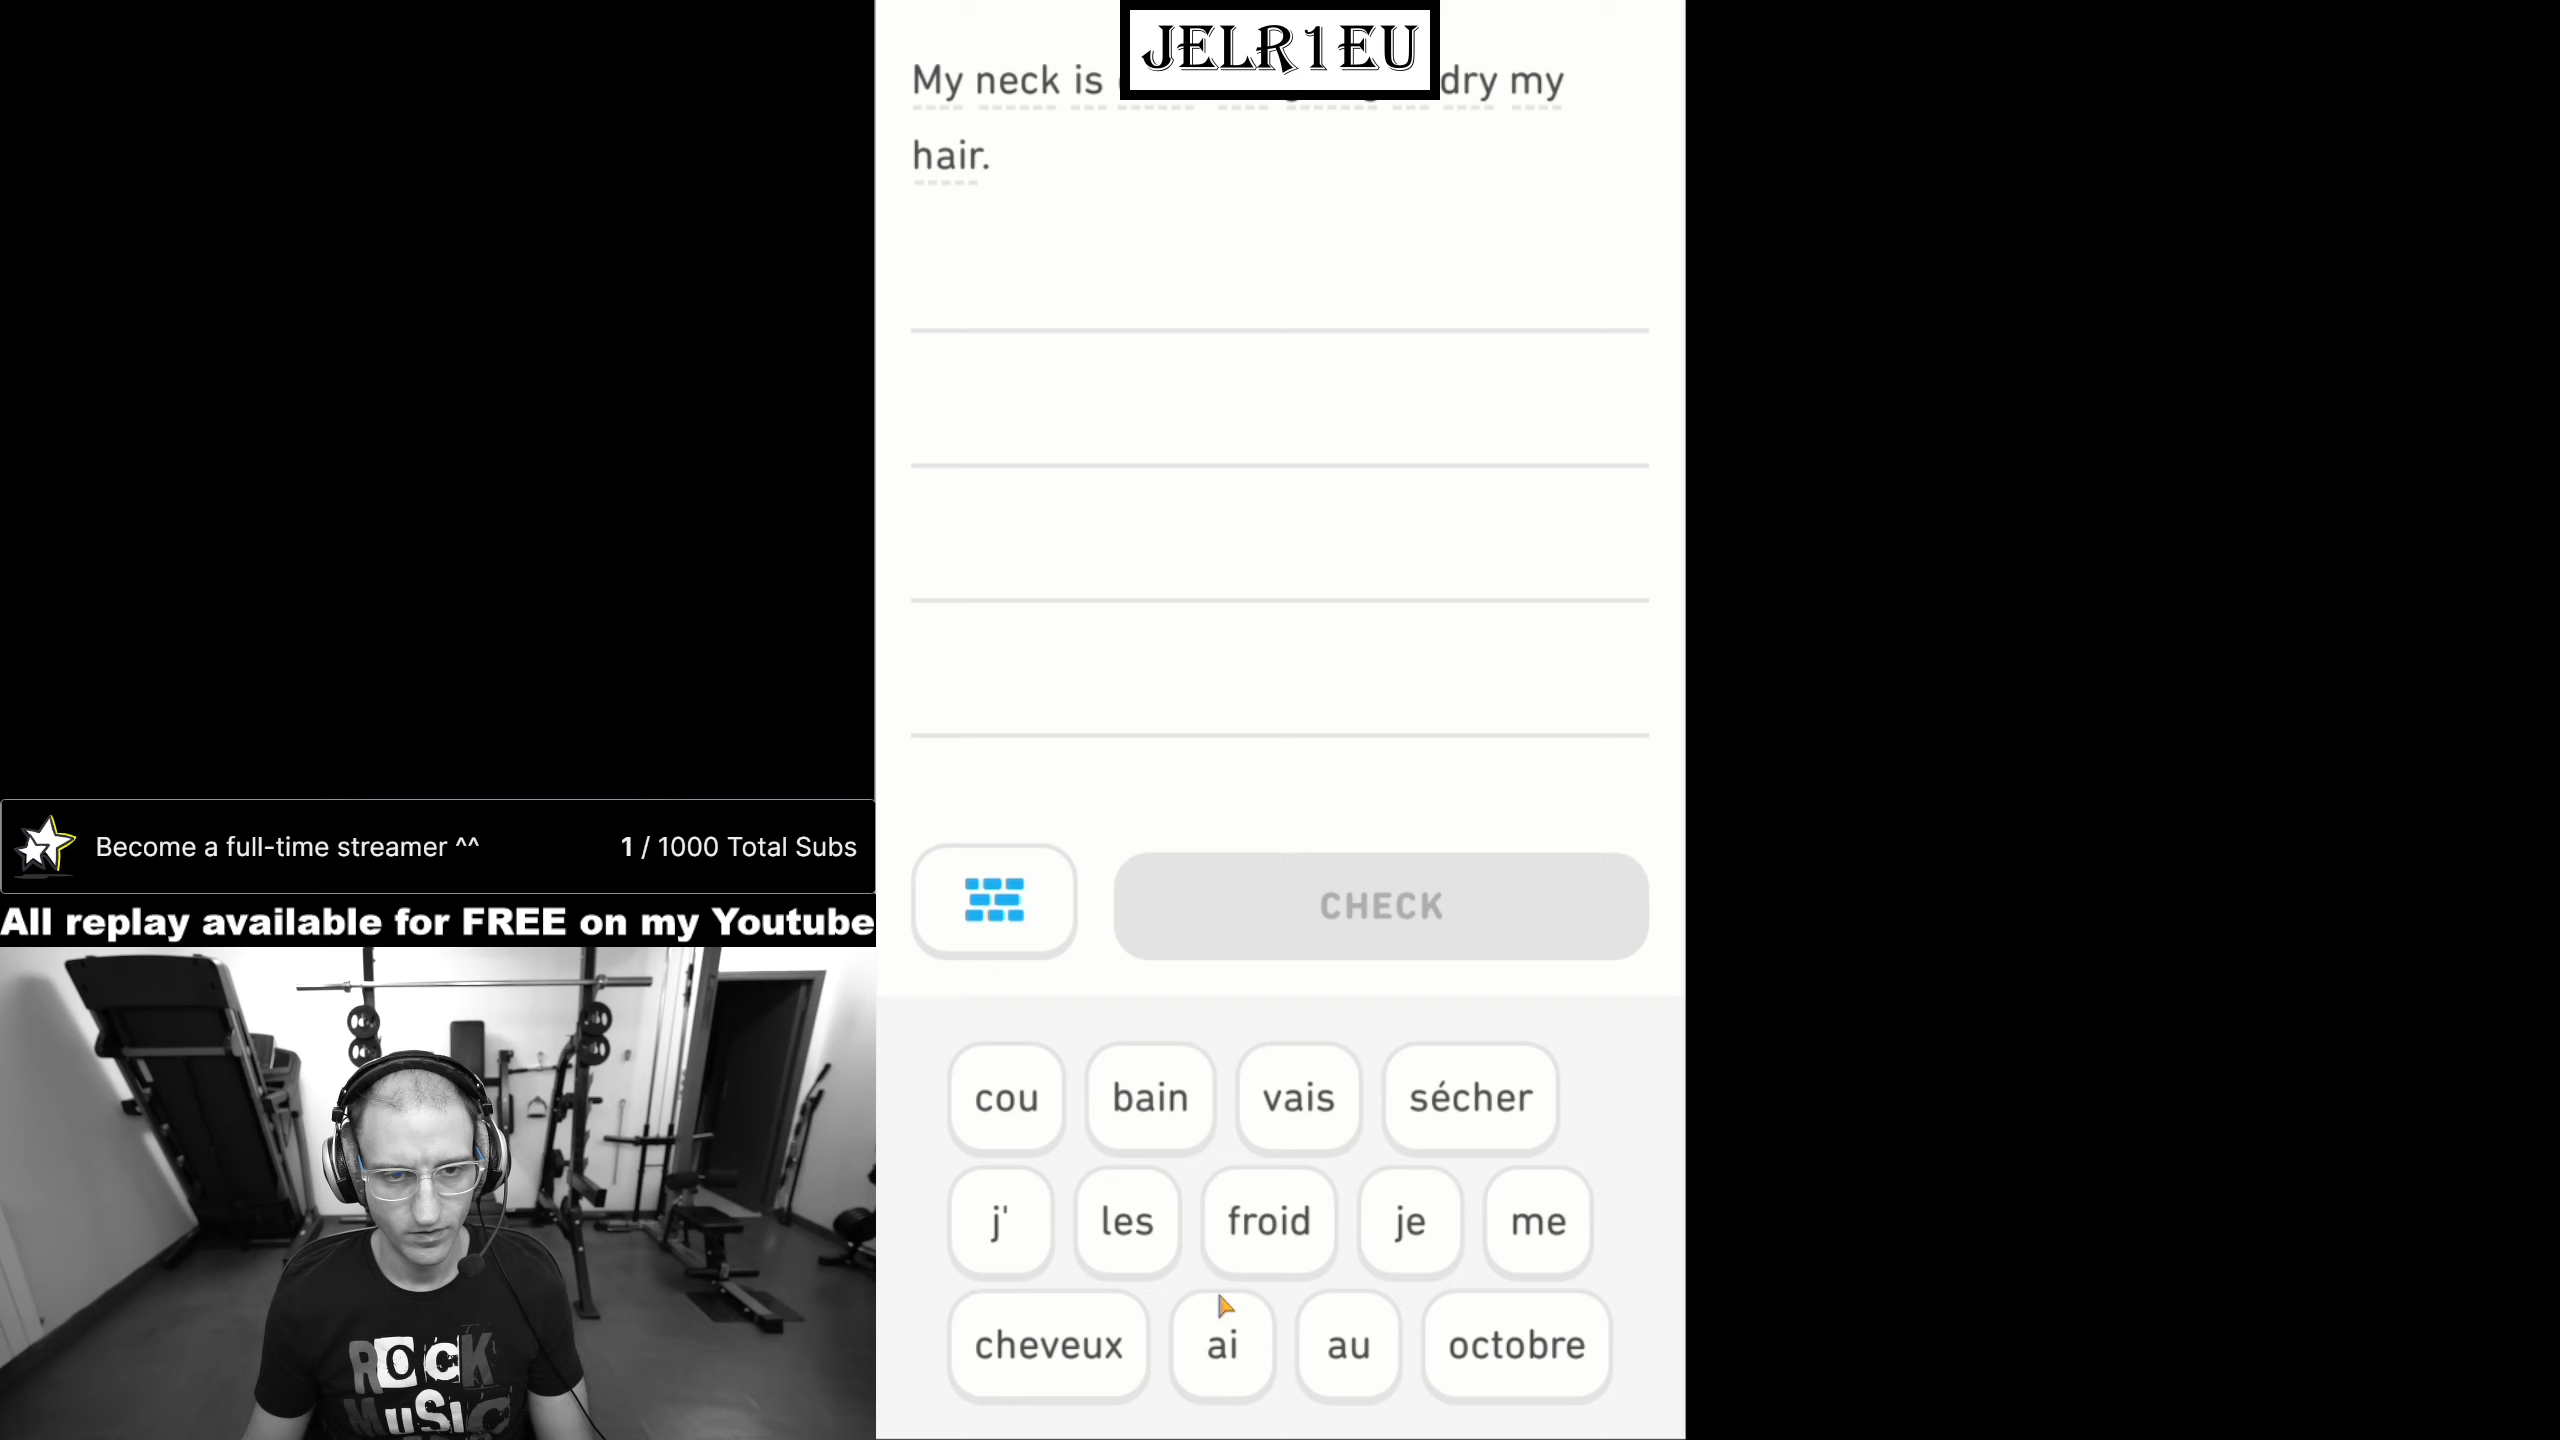 JELR1EU
My neck is dry my
hair.
Become a full-time streamer ^^ 1 / 1000 Total Subs
All replay available for FREE on my Youtube
CHECK
cou bain vais sécher
j' les froid je me
cheveux ai au octobre
ROCK
MUSIC